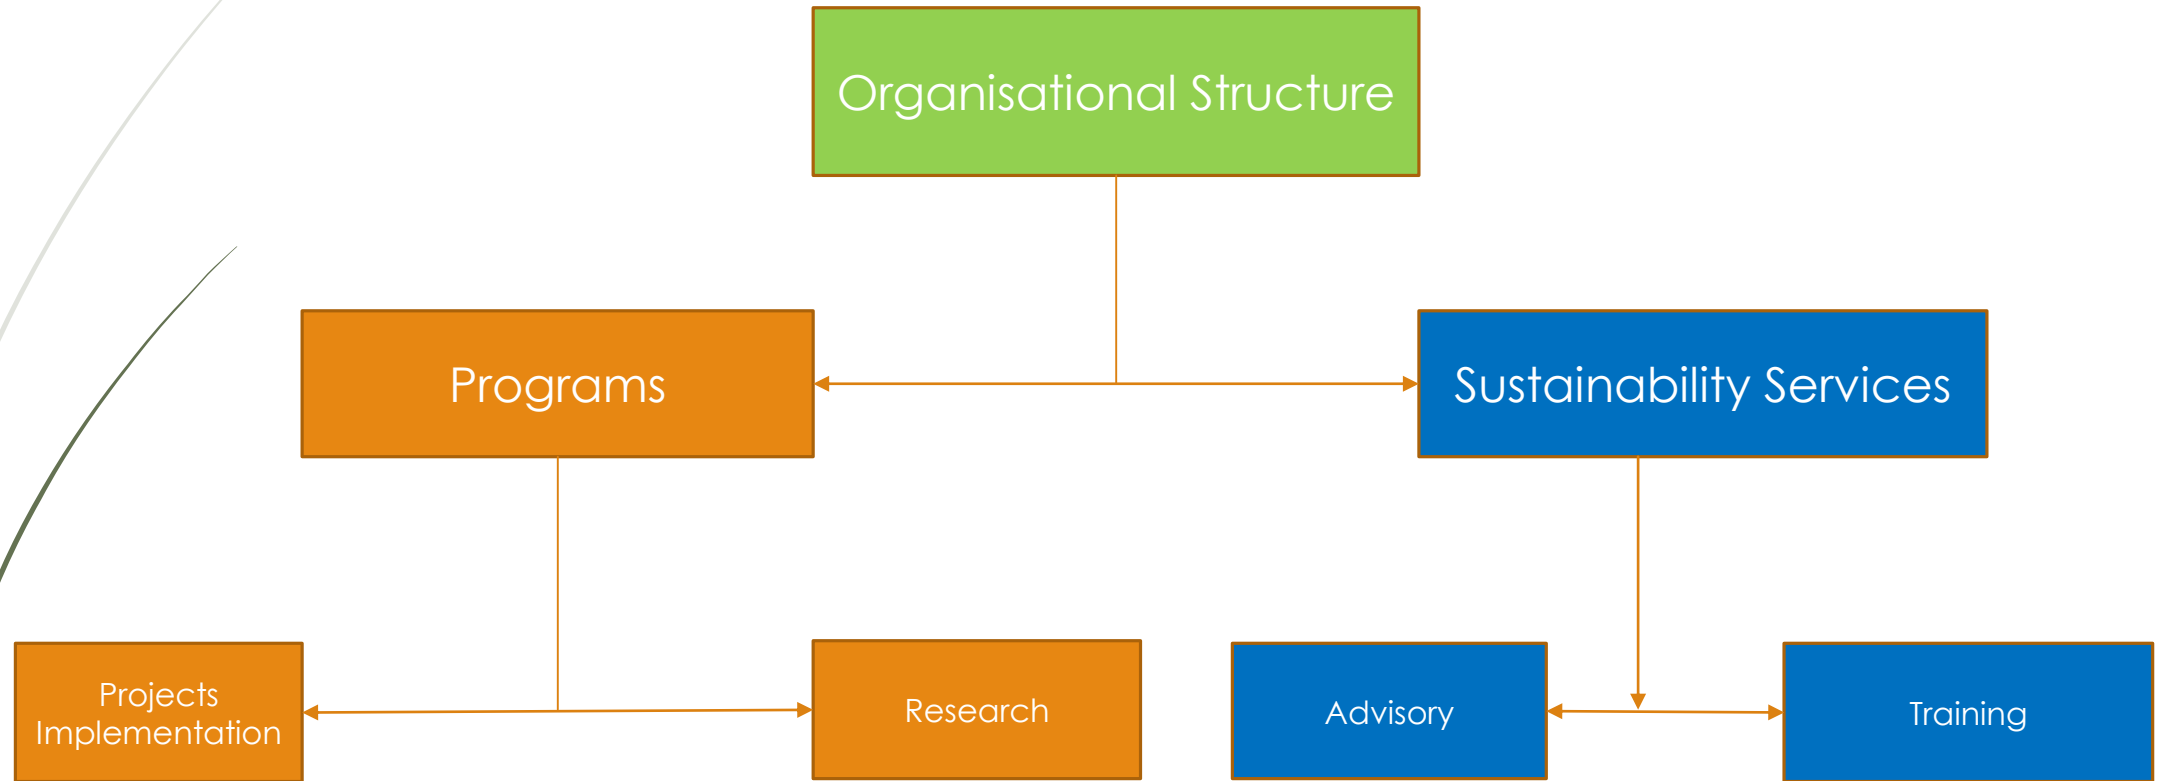 Organisational Structure
Programs
Sustainability Services
Projects
Implementation
Research
Advisory
Training